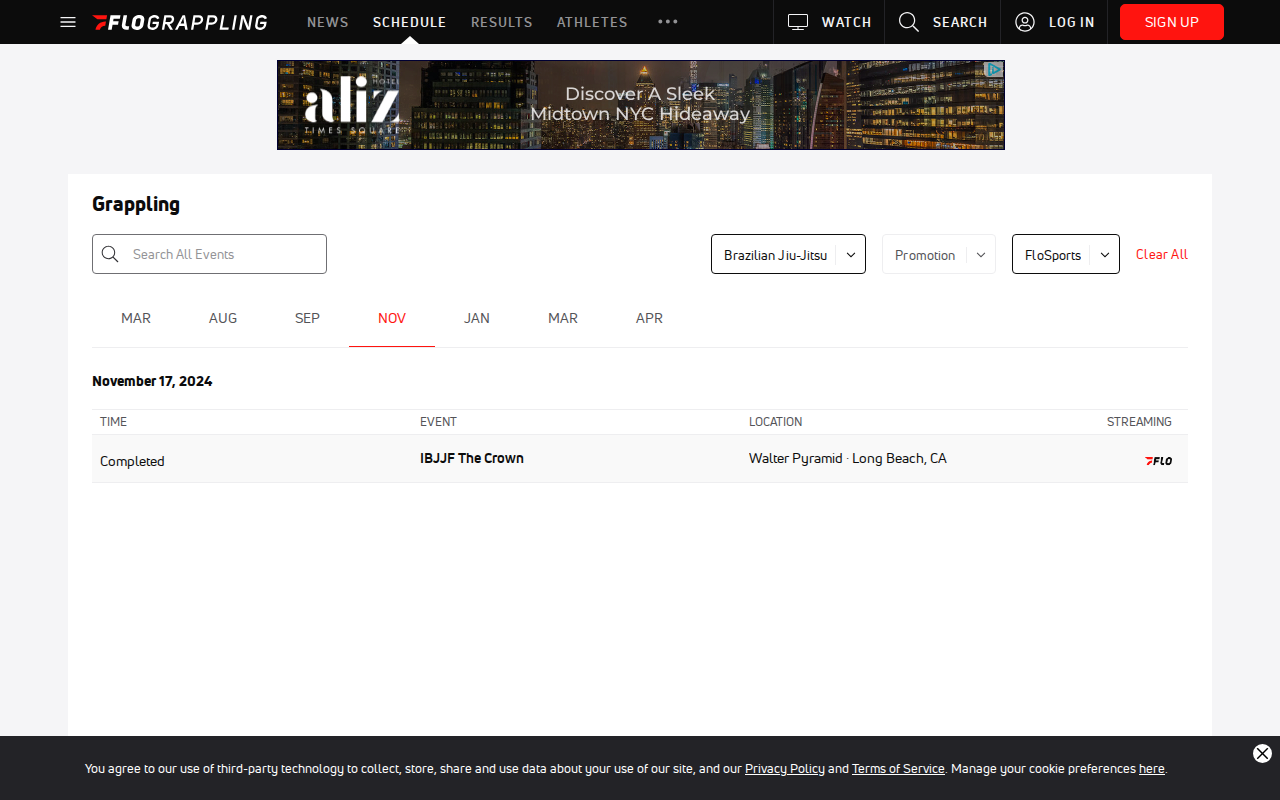 FLOGRAPPLING NEWS SCHEDULE RESULTS ATHLETES WATCH SEARCH LOG IN SIGN UP
HOTEL
aliz
TIMES SQUARE
Discover A Sleek
Midtown NYC Hideaway
Grappling
Search All Events Brazilian Jiu-Jitsu Promotion FloSports Clear All
MAR AUG SEP NOV JAN MAR APR
November 17, 2024
TIME EVENT LOCATION STREAMING
Completed IBJJF The Crown Walter Pyramid · Long Beach, CA FLO
You agree to our use of third-party technology to collect, store, share and use data about your use of our site, and our Privacy Policy and Terms of Service. Manage your cookie preferences here.